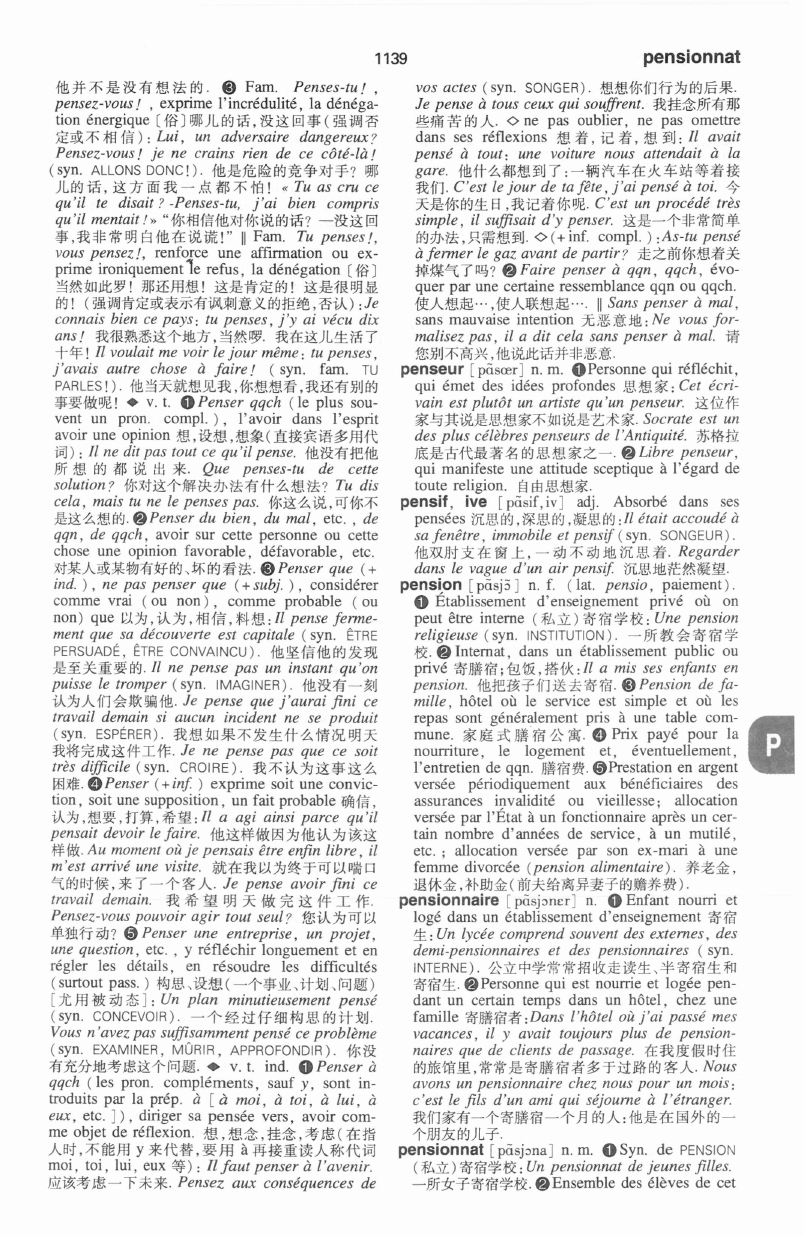 1139
pensionnat
他并不是没有想法的. ❸ Fam. Penses-tu! ,
pensez-vous! , exprime l'incrédulité, la dénéga-
tion énergique [俗]哪儿的话,没这回事(强调否
定或不相信): Lui, un adversaire dangereux?
Pensez-vous! je ne crains rien de ce côté-là!
(syn. ALLONS DONC!). 他是危险的竞争对手? 哪
儿的话, 这方面我一点都不怕! « Tu as cru ce
qu'il te disait? -Penses-tu, j'ai bien compris
qu'il mentait!» “你相信他对你说的话? —没这回
事,我非常明白他在说谎!” ‖ Fam. Tu penses!,
vous pensez!, renforce une affirmation ou ex-
prime ironiquement le refus, la dénégation [俗]
当然如此罗! 那还用想! 这是肯定的! 这是很明显
的! (强调肯定或表示有讽刺意义的拒绝,否认):Je
connais bien ce pays; tu penses, j'y ai vécu dix
ans! 我很熟悉这个地方,当然啰. 我在这儿生活了
十年! Il voulait me voir le jour même; tu penses,
j'avais autre chose à faire! (syn. fam. TU
PARLES!). 他当天就想见我,你想想看,我还有别的
事要做呢! ◆ v. t. ❶Penser qqch (le plus sou-
vent un pron. compl.), l'avoir dans l'esprit
avoir une opinion 想,设想,想象(直接宾语多用代
词): Il ne dit pas tout ce qu'il pense. 他没有把他
所想的都说出来. Que penses-tu de cette
solution? 你对这个解决办法有什么想法? Tu dis
cela, mais tu ne le penses pas. 你这么说,可你不
是这么想的.❷Penser du bien, du mal, etc. , de
qqn, de qqch, avoir sur cette personne ou cette
chose une opinion favorable, défavorable, etc.
对某人或某物有好的、坏的看法. ❸Penser que (+
ind.), ne pas penser que (+subj.), considérer
comme vrai (ou non), comme probable (ou
non) que 以为,认为,相信,料想:Il pense ferme-
ment que sa découverte est capitale (syn. ÊTRE
PERSUADÉ, ÊTRE CONVAINCU). 他坚信他的发现
是至关重要的. Il ne pense pas un instant qu'on
puisse le tromper (syn. IMAGINER). 他没有一刻
认为人们会欺骗他. Je pense que j'aurai fini ce
travail demain si aucun incident ne se produit
(syn. ESPÉRER). 我想如果不发生什么情况明天
我将完成这件工作. Je ne pense pas que ce soit
très difficile (syn. CROIRE). 我不认为这事这么
困难.❹Penser (+inf.) exprime soit une convic-
tion, soit une supposition, un fait probable 确信,
认为,想要,打算,希望:Il a agi ainsi parce qu'il
pensait devoir le faire. 他这样做因为他认为该这
样做. Au moment où je pensais être enfin libre, il
m'est arrivé une visite. 就在我以为终于可以喘口
气的时候,来了一个客人. Je pense avoir fini ce
travail demain. 我希望明天做完这件工作.
Pensez-vous pouvoir agir tout seul? 您认为可以
单独行动? ❺ Penser une entreprise, un projet,
une question, etc. , y réfléchir longuement et en
régler les détails, en résoudre les difficultés
(surtout pass.) 构思、设想(一个事业、计划、问题)
[尤用被动态]: Un plan minutieusement pensé
(syn. CONCEVOIR). 一个经过仔细构思的计划.
Vous n'avez pas suffisamment pensé ce problème
(syn. EXAMINER, MÛRIR, APPROFONDIR). 你没
有充分地考虑这个问题. ◆ v. t. ind. ❶Penser à
qqch (les pron. compléments, sauf y, sont in-
troduits par la prép. à [à moi, à toi, à lui, à
eux, etc.]), diriger sa pensée vers, avoir com-
me objet de réflexion. 想,想念,挂念,考虑(在指
人时,不能用 y 来代替,要用 à 再接重读人称代词
moi, toi, lui, eux 等): Il faut penser à l'avenir.
应该考虑一下未来. Pensez aux conséquences de
vos actes (syn. SONGER). 想想你们行为的后果.
Je pense à tous ceux qui souffrent. 我挂念所有那
些痛苦的人. ◇ne pas oublier, ne pas omettre
dans ses réflexions 想着,记着,想到: Il avait
pensé à tout; une voiture nous attendait à la
gare. 他什么都想到了:一辆汽车在火车站等着接
我们. C'est le jour de ta fête, j'ai pensé à toi. 今
天是你的生日,我记着你呢. C'est un procédé très
simple, il suffisait d'y penser. 这是一个非常简单
的办法,只需想到. ◇(+inf. compl.):As-tu pensé
à fermer le gaz avant de partir? 走之前你想着关
掉煤气了吗? ❷Faire penser à qqn, qqch, évo-
quer par une certaine ressemblance qqn ou qqch.
使人想起…,使人联想起…. ‖ Sans penser à mal,
sans mauvaise intention 无恶意地:Ne vous for-
malisez pas, il a dit cela sans penser à mal. 请
您别不高兴,他说此话并非恶意.
penseur [pɑ̃sœr] n. m. ❶Personne qui réfléchit,
qui émet des idées profondes 思想家:Cet écri-
vain est plutôt un artiste qu'un penseur. 这位作
家与其说是思想家不如说是艺术家. Socrate est un
des plus célèbres penseurs de l'Antiquité. 苏格拉
底是古代最著名的思想家之一. ❷ Libre penseur,
qui manifeste une attitude sceptique à l'égard de
toute religion. 自由思想家.
pensif, ive [pɑ̃sif,iv] adj. Absorbé dans ses
pensées 沉思的,深思的,凝思的:Il était accoudé à
sa fenêtre, immobile et pensif (syn. SONGEUR).
他双肘支在窗上,一动不动地沉思着. Regarder
dans le vague d'un air pensif. 沉思地茫然凝望.
pension [pɑ̃sjɔ̃] n. f. (lat. pensio, paiement).
❶ Établissement d'enseignement privé où on
peut être interne (私立)寄宿学校: Une pension
religieuse (syn. INSTITUTION). 一所教会寄宿学
校. ❷ Internat, dans un établissement public ou
privé 寄膳宿;包饭,搭伙:Il a mis ses enfants en
pension. 他把孩子们送去寄宿. ❸Pension de fa-
mille, hôtel où le service est simple et où les
repas sont généralement pris à une table com-
mune. 家庭式膳宿公寓. ❹ Prix payé pour la
nourriture, le logement et, éventuellement,
l'entretien de qqn. 膳宿费. ❺Prestation en argent
versée périodiquement aux bénéficiaires des
assurances invalidité ou vieillesse; allocation
versée par l'État à un fonctionnaire après un cer-
tain nombre d'années de service, à un mutilé,
etc. ; allocation versée par son ex-mari à une
femme divorcée (pension alimentaire). 养老金,
退休金,补助金(前夫给离异妻子的赡养费).
pensionnaire [pɑ̃sjɔnɛr] n. ❶ Enfant nourri et
logé dans un établissement d'enseignement 寄宿
生: Un lycée comprend souvent des externes, des
demi-pensionnaires et des pensionnaires (syn.
INTERNE). 公立中学常常招收走读生、半寄宿生和
寄宿生. ❷Personne qui est nourrie et logée pen-
dant un certain temps dans un hôtel, chez une
famille 寄膳宿者:Dans l'hôtel où j'ai passé mes
vacances, il y avait toujours plus de pension-
naires que de clients de passage. 在我度假时住
的旅馆里,常常是寄膳宿者多于过路的客人. Nous
avons un pensionnaire chez nous pour un mois;
c'est le fils d'un ami qui séjourne à l'étranger.
我们家有一个寄膳宿一个月的人:他是在国外的一
个朋友的儿子.
pensionnat [pɑ̃sjɔna] n. m. ❶Syn. de PENSION
(私立)寄宿学校: Un pensionnat de jeunes filles.
一所女子寄宿学校. ❷Ensemble des élèves de cet
P